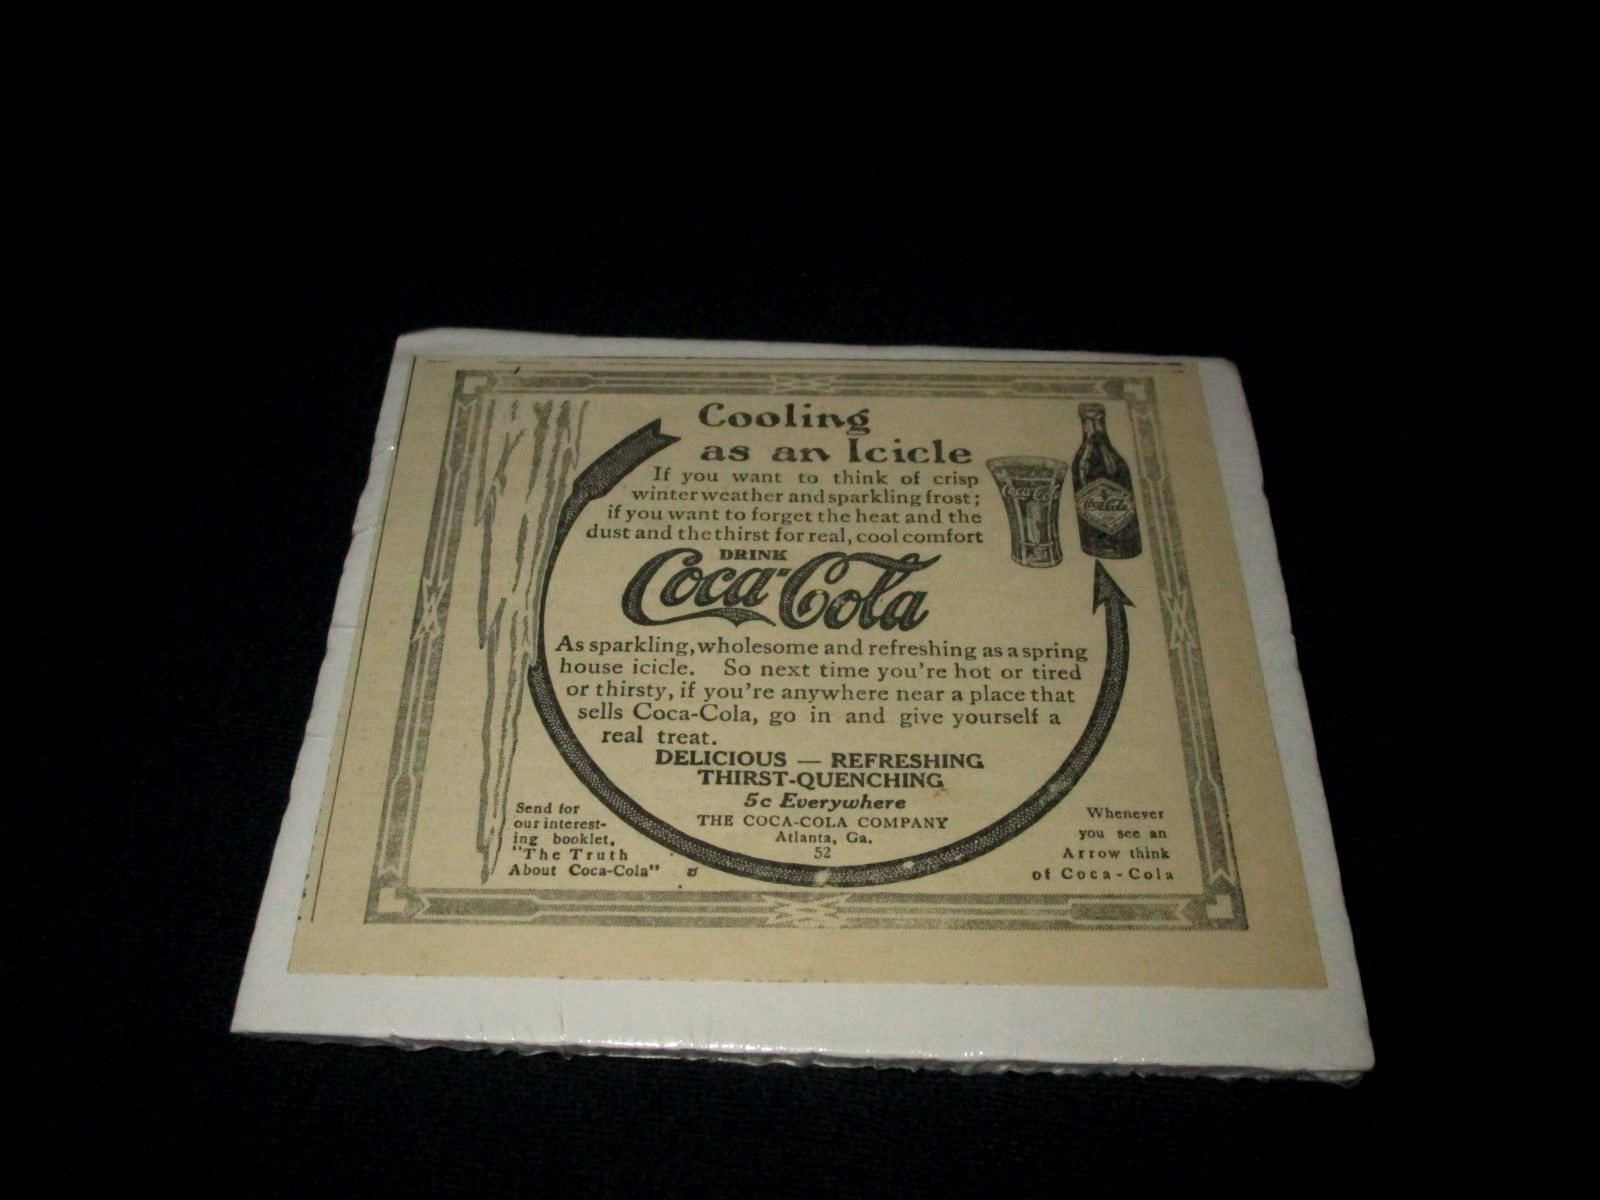 Cooling
as an Icicle
If you want to think of crisp
winter weather and sparkling frost;
if you want to forget the heat and the
dust and the thirst for real, cool comfort
DRINK
Coca-Cola
As sparkling, wholesome and refreshing as a spring
house icicle. So next time you're hot or tired
or thirsty, if you're anywhere near a place that
sells Coca-Cola, go in and give yourself a
real treat.
DELICIOUS — REFRESHING
THIRST-QUENCHING
5c Everywhere
THE COCA-COLA COMPANY
Atlanta, Ga.
52
Send for
our interest-
ing booklet,
"The Truth
About Coca-Cola"
Whenever
you see an
Arrow think
of Coca-Cola
Coca-Cola
Coca-Cola